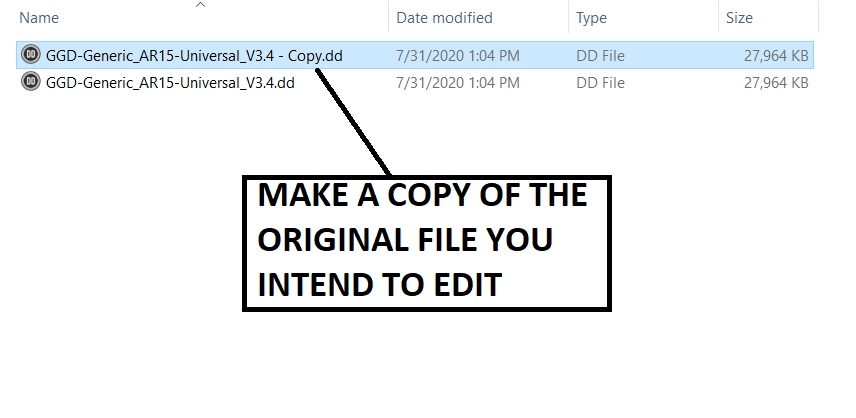 Name Date modified Type Size
GGD-Generic_AR15-Universal_V3.4 - Copy.dd 7/31/2020 1:04 PM DD File 27,964 KB
GGD-Generic_AR15-Universal_V3.4.dd 7/31/2020 1:04 PM DD File 27,964 KB
MAKE A COPY OF THE
ORIGINAL FILE YOU
INTEND TO EDIT